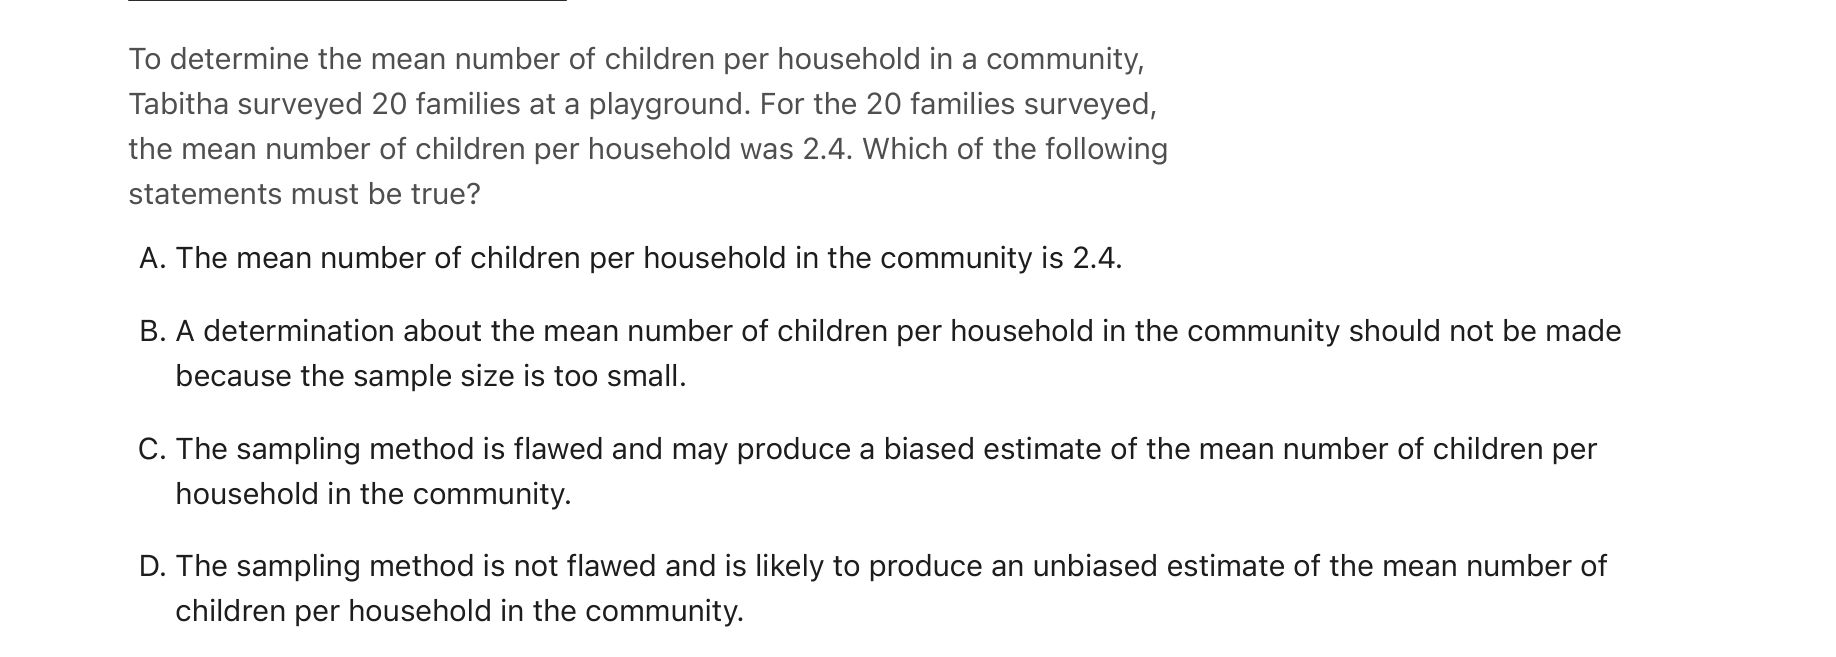 To determine the mean number of children per household in a community,
Tabitha surveyed 20 families at a playground. For the 20 families surveyed,
the mean number of children per household was 2.4. Which of the following
statements must be true?
A. The mean number of children per household in the community is 2.4.
B. A determination about the mean number of children per household in the community should not be made
because the sample size is too small.
C. The sampling method is flawed and may produce a biased estimate of the mean number of children per
household in the community.
D. The sampling method is not flawed and is likely to produce an unbiased estimate of the mean number of
children per household in the community.